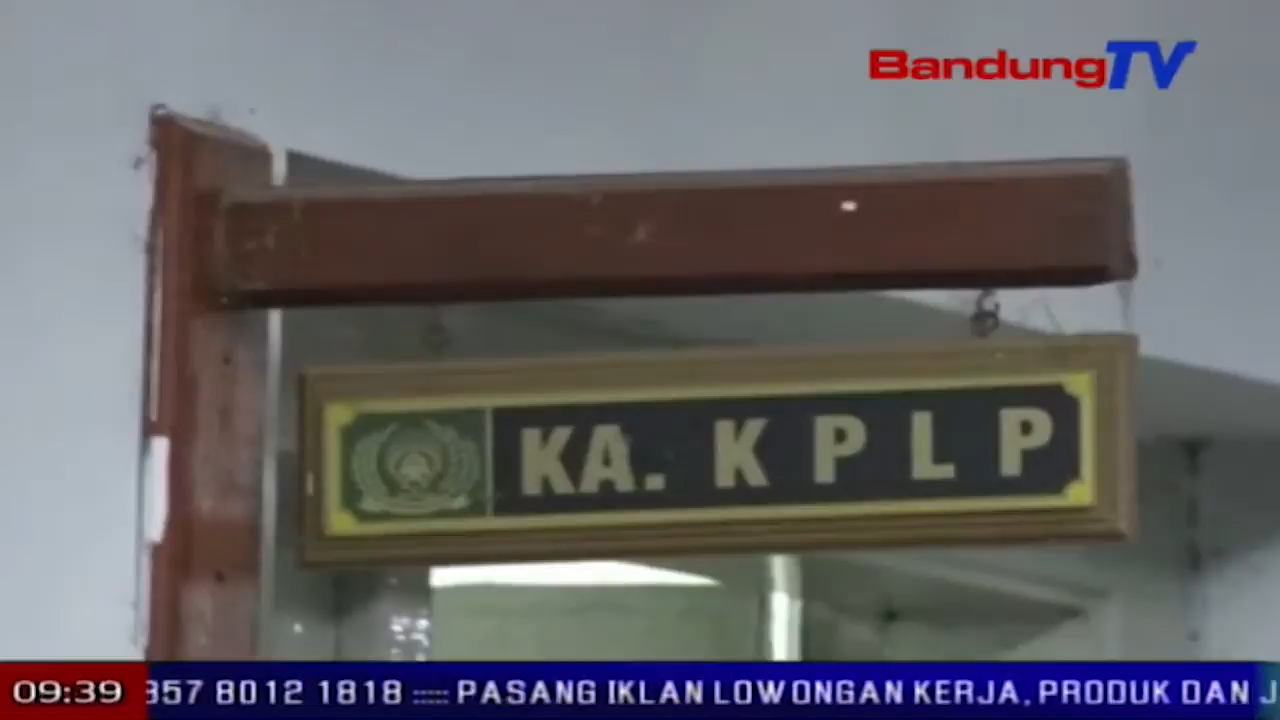 BandungTV
KA. K P L P
09:39
357 8012 1818 ::::: PASANG IKLAN LOWONGAN KERJA, PRODUK DAN J